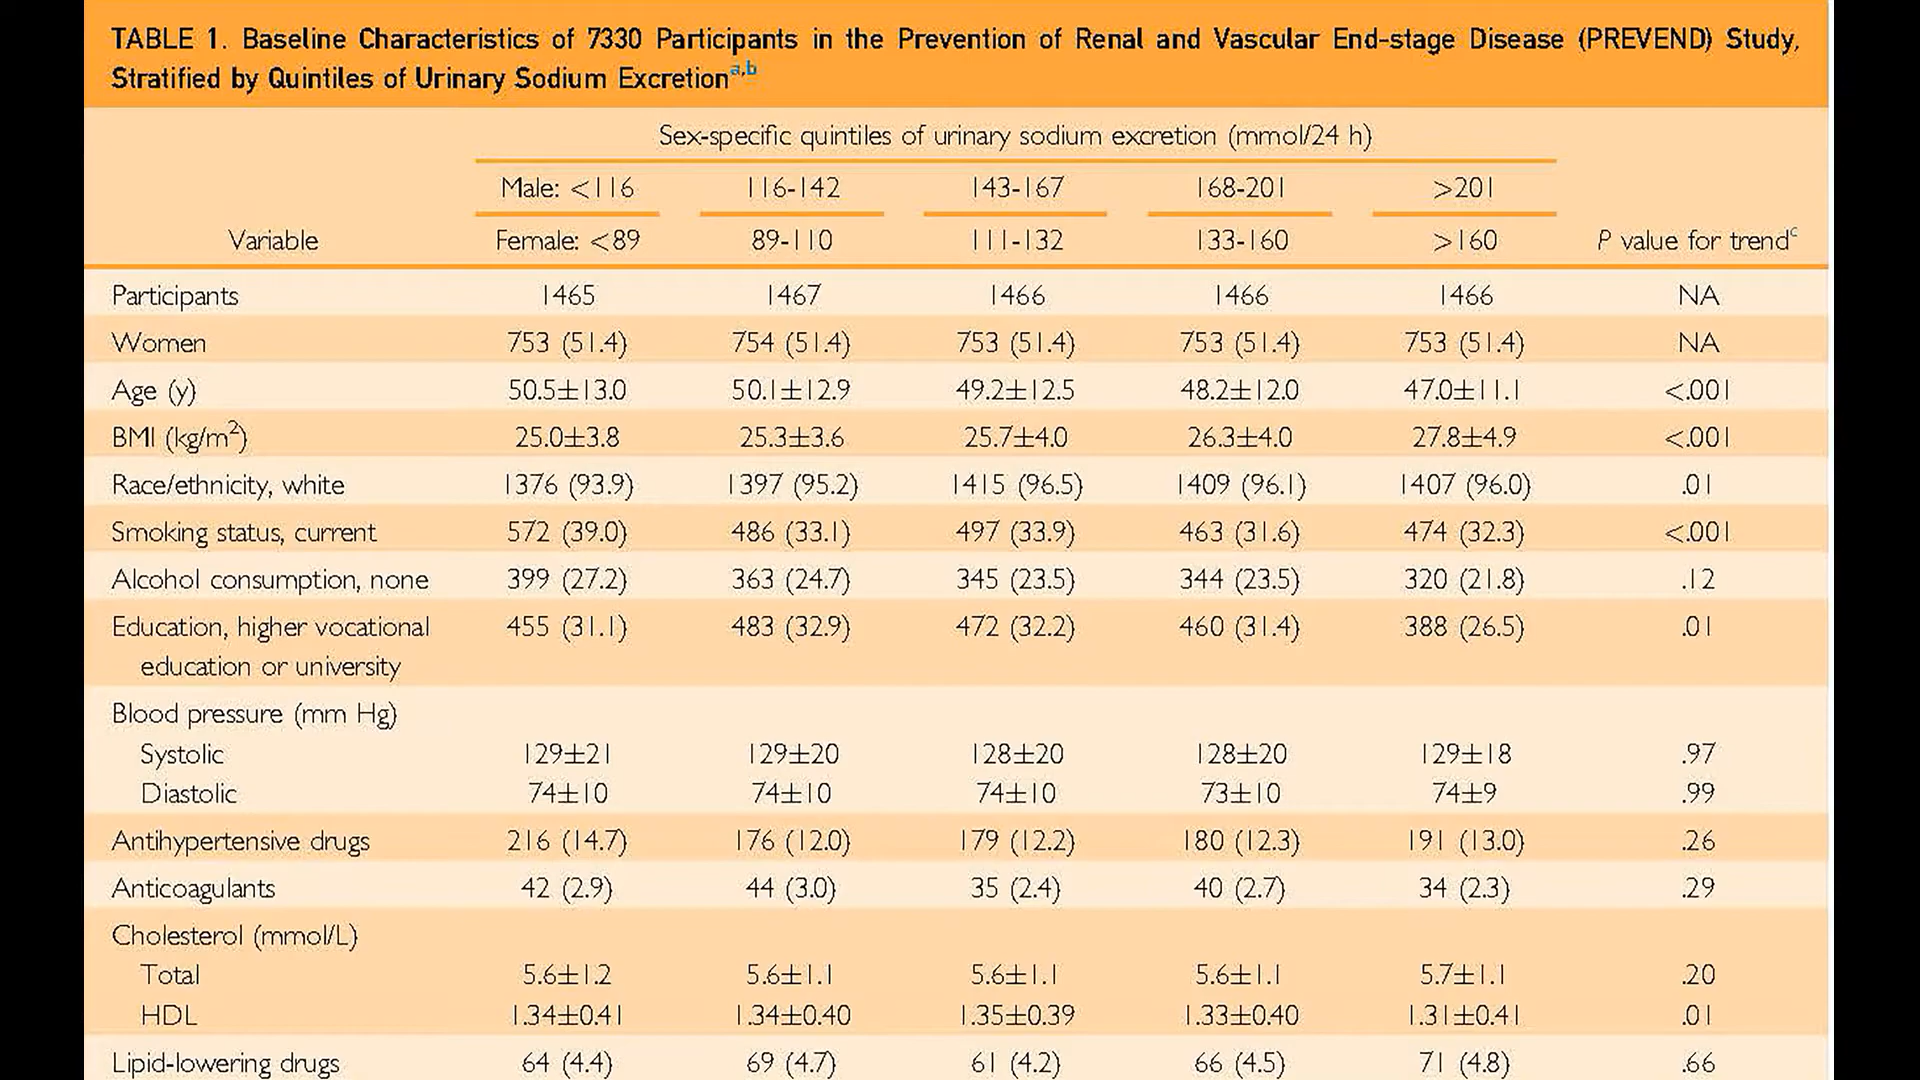 TABLE 1. Baseline Characteristics of 7330 Participants in the Prevention of Renal and Vascular End-stage Disease (PREVEND) Study,
Stratified by Quintiles of Urinary Sodium Excretion a,b
Sex-specific quintiles of urinary sodium excretion (mmol/24 h)
Male: <116 116-142 143-167 168-201 >201
Variable Female: <89 89-110 111-132 133-160 >160 P value for trend c
Participants 1465 1467 1466 1466 1466 NA
Women 753 (51.4) 754 (51.4) 753 (51.4) 753 (51.4) 753 (51.4) NA
Age (y) 50.5±13.0 50.1±12.9 49.2±12.5 48.2±12.0 47.0±11.1 <.001
BMI (kg/m²) 25.0±3.8 25.3±3.6 25.7±4.0 26.3±4.0 27.8±4.9 <.001
Race/ethnicity, white 1376 (93.9) 1397 (95.2) 1415 (96.5) 1409 (96.1) 1407 (96.0) .01
Smoking status, current 572 (39.0) 486 (33.1) 497 (33.9) 463 (31.6) 474 (32.3) <.001
Alcohol consumption, none 399 (27.2) 363 (24.7) 345 (23.5) 344 (23.5) 320 (21.8) .12
Education, higher vocational 455 (31.1) 483 (32.9) 472 (32.2) 460 (31.4) 388 (26.5) .01
education or university
Blood pressure (mm Hg)
Systolic 129±21 129±20 128±20 128±20 129±18 .97
Diastolic 74±10 74±10 74±10 73±10 74±9 .99
Antihypertensive drugs 216 (14.7) 176 (12.0) 179 (12.2) 180 (12.3) 191 (13.0) .26
Anticoagulants 42 (2.9) 44 (3.0) 35 (2.4) 40 (2.7) 34 (2.3) .29
Cholesterol (mmol/L)
Total 5.6±1.2 5.6±1.1 5.6±1.1 5.6±1.1 5.7±1.1 .20
HDL 1.34±0.41 1.34±0.40 1.35±0.39 1.33±0.40 1.31±0.41 .01
Lipid-lowering drugs 64 (4.4) 69 (4.7) 61 (4.2) 66 (4.5) 71 (4.8) .66